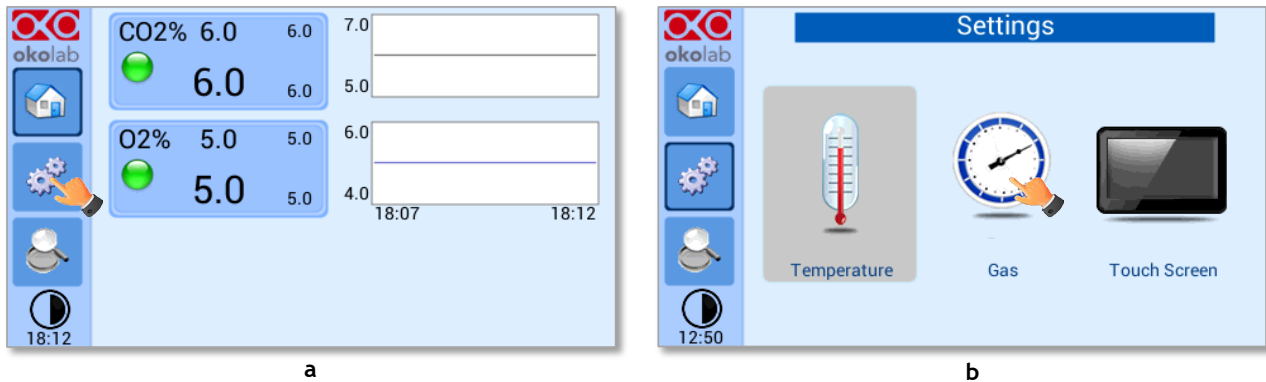 okolab
CO2% 6.0 6.0
6.0 6.0
O2% 5.0 5.0
5.0 5.0
7.0
5.0
6.0
4.0
18:07 18:12
18:12
a
okolab
Settings
Temperature Gas Touch Screen
12:50
b